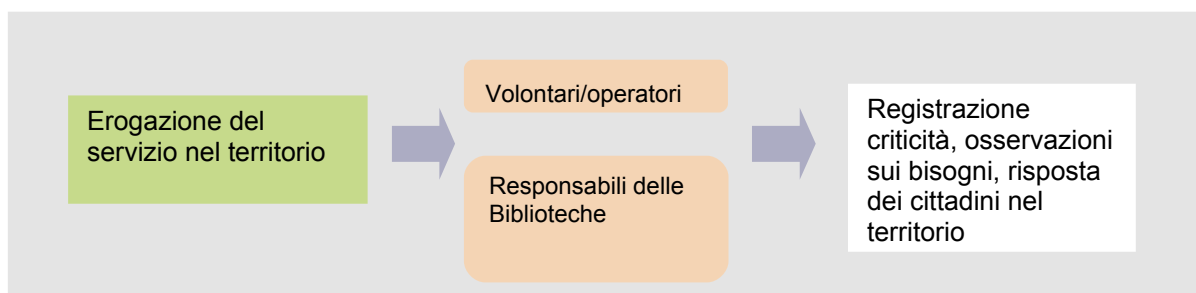 Erogazione del
servizio nel territorio
Volontari/operatori
Responsabili delle
Biblioteche
Registrazione
criticità, osservazioni
sui bisogni, risposta
dei cittadini nel
territorio